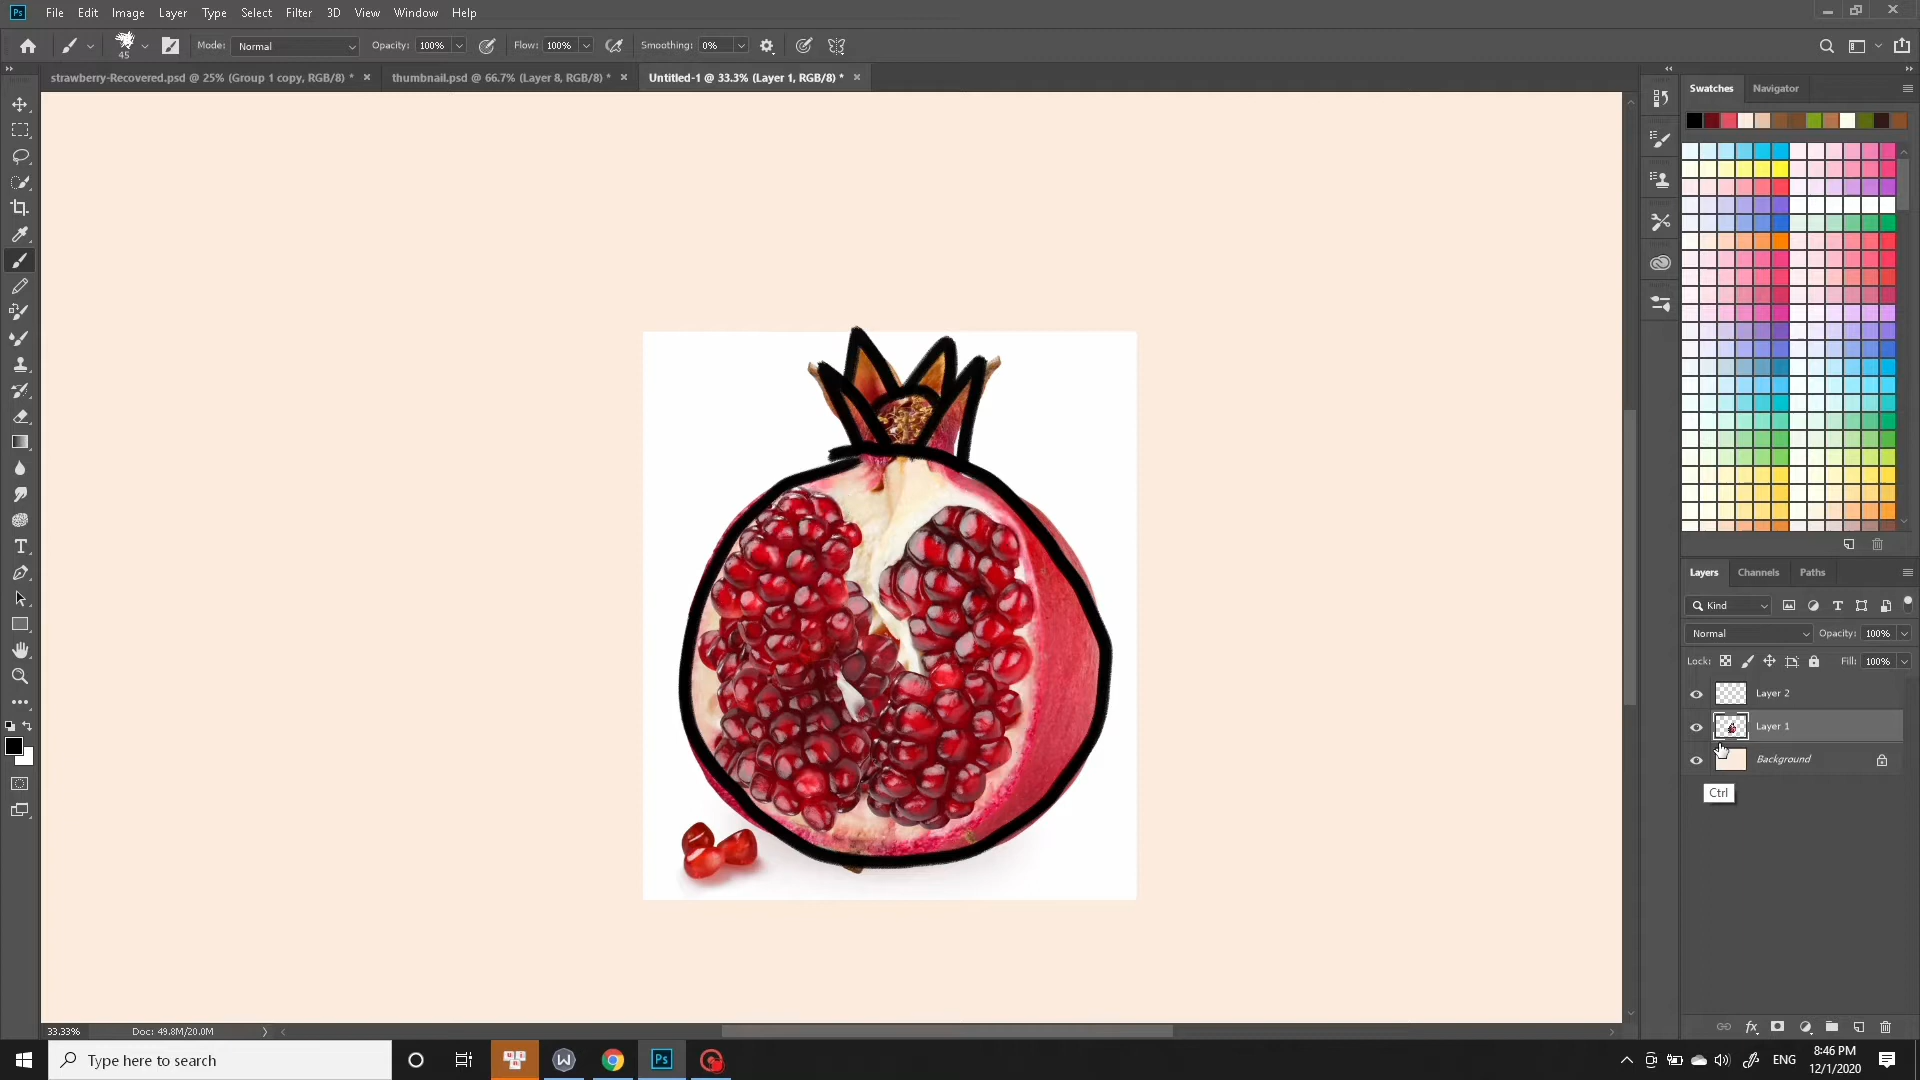 Ps File Edit Image Layer Type Select Filter 3D View Window Help
45 Mode: Normal Opacity: 100% Flow: 100% Smoothing: 0%
strawberry-Recovered.psd @ 25% (Group 1 copy, RGB/8) * × thumbnail.psd @ 66.7% (Layer 8, RGB/8) * × Untitled-1 @ 33.3% (Layer 1, RGB/8) * ×
Swatches Navigator
Layers Channels Paths
Kind
Normal Opacity: 100%
Lock: Fill: 100%
Layer 2
Layer 1
Background
Ctrl
33.33% Doc: 49.8M/20.0M
Type here to search
Ps
ENG
8:46 PM
12/1/2020